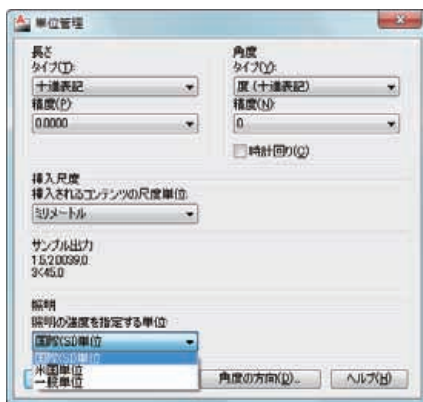 単位管理
長さ
タイプ(T):
十進表記
精度(P):
0.0000
角度
タイプ(Y):
度 (十進表記)
精度(N):
0
時計回り(C)
挿入尺度
挿入されるコンテンツの尺度単位:
ミリメートル
サンプル出力
1.5,2.0039,0
3<45,0
照明
照明の強度を指定する単位:
国際(SI)単位
国際(SI)単位
米国単位
一般単位
角度の方向(D)...
ヘルプ(H)